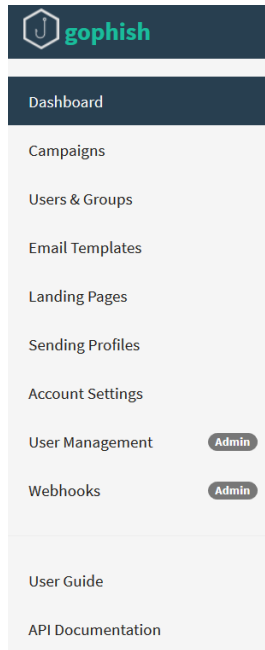 gophish
Dashboard
Campaigns
Users & Groups
Email Templates
Landing Pages
Sending Profiles
Account Settings
User Management Admin
Webhooks Admin
User Guide
API Documentation